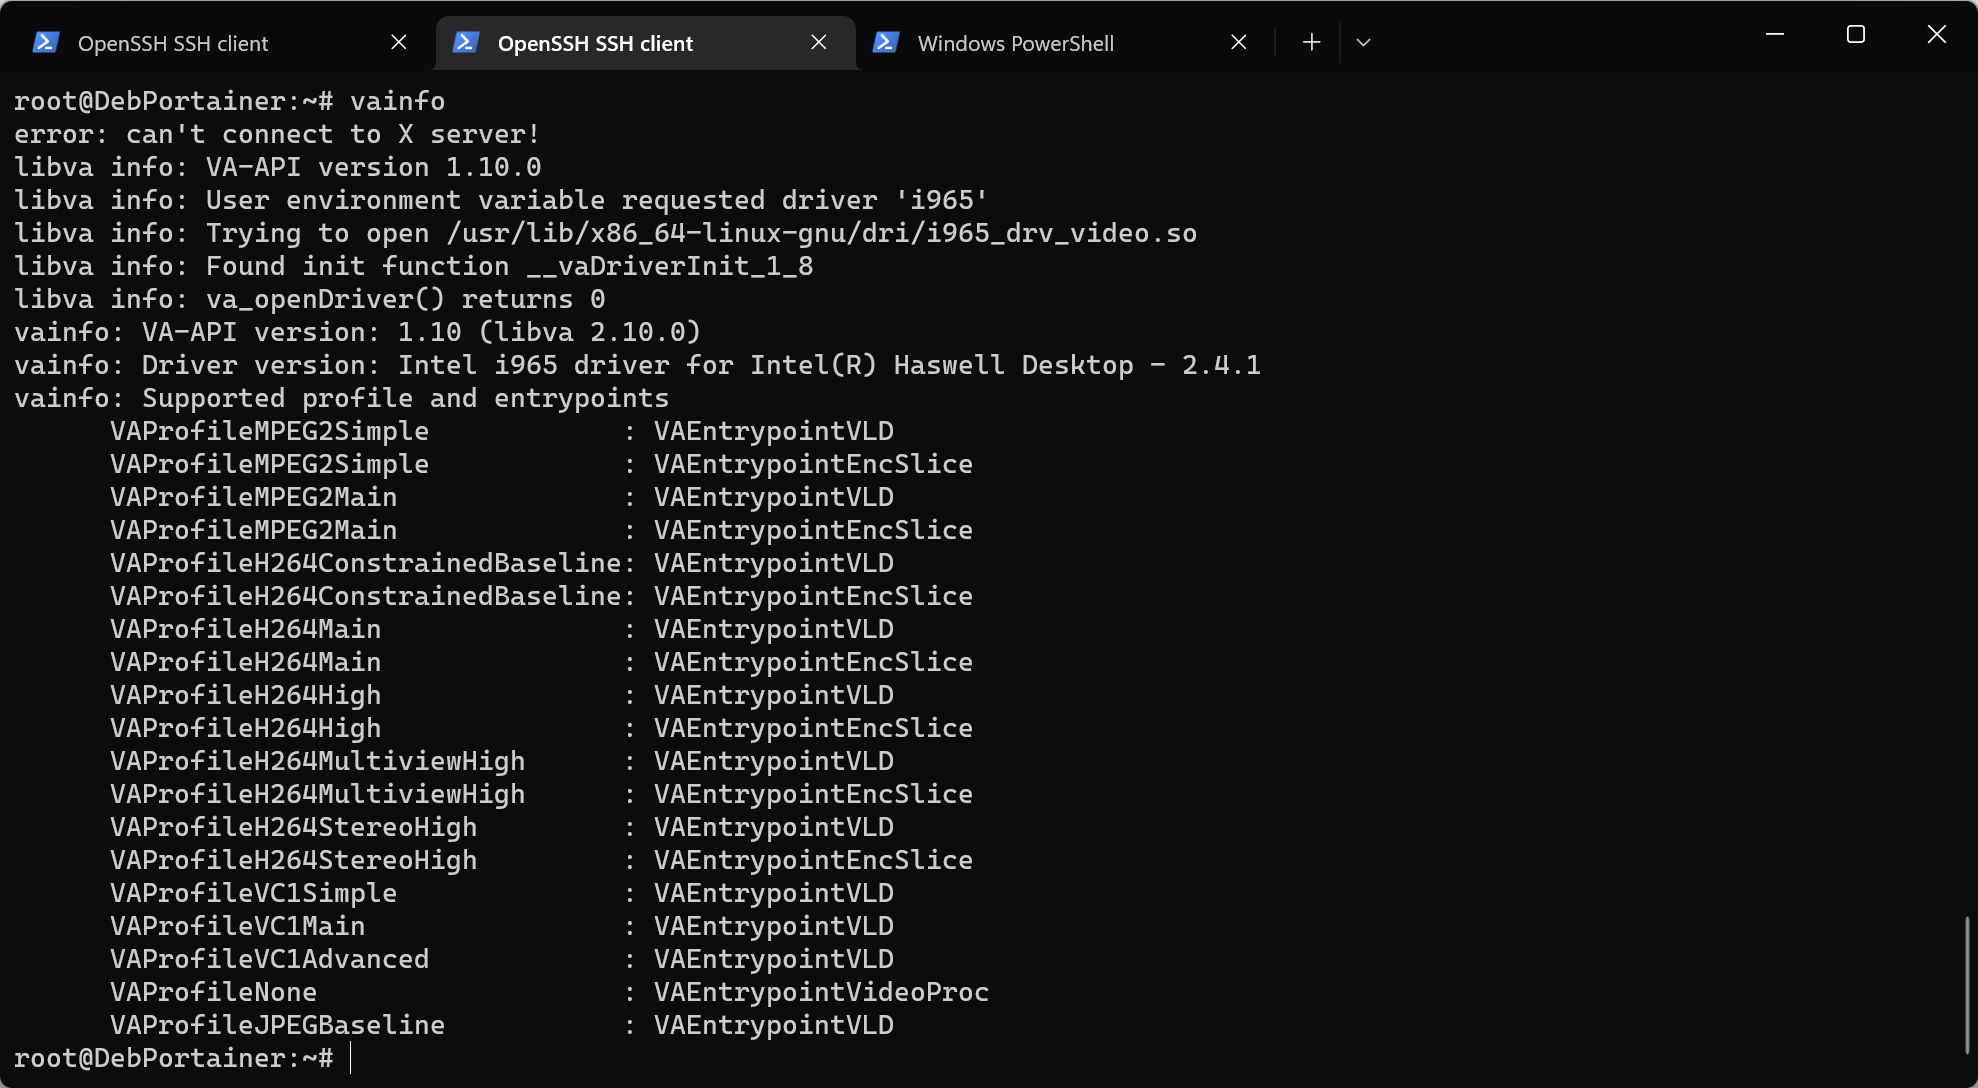 OpenSSH SSH client
OpenSSH SSH client
Windows PowerShell
root@DebPortainer:~# vainfo
error: can't connect to X server!
libva info: VA-API version 1.10.0
libva info: User environment variable requested driver 'i965'
libva info: Trying to open /usr/lib/x86_64-linux-gnu/dri/i965_drv_video.so
libva info: Found init function __vaDriverInit_1_8
libva info: va_openDriver() returns 0
vainfo: VA-API version: 1.10 (libva 2.10.0)
vainfo: Driver version: Intel i965 driver for Intel(R) Haswell Desktop - 2.4.1
vainfo: Supported profile and entrypoints
VAProfileMPEG2Simple : VAEntrypointVLD
VAProfileMPEG2Simple : VAEntrypointEncSlice
VAProfileMPEG2Main : VAEntrypointVLD
VAProfileMPEG2Main : VAEntrypointEncSlice
VAProfileH264ConstrainedBaseline: VAEntrypointVLD
VAProfileH264ConstrainedBaseline: VAEntrypointEncSlice
VAProfileH264Main : VAEntrypointVLD
VAProfileH264Main : VAEntrypointEncSlice
VAProfileH264High : VAEntrypointVLD
VAProfileH264High : VAEntrypointEncSlice
VAProfileH264MultiviewHigh : VAEntrypointVLD
VAProfileH264MultiviewHigh : VAEntrypointEncSlice
VAProfileH264StereoHigh : VAEntrypointVLD
VAProfileH264StereoHigh : VAEntrypointEncSlice
VAProfileVC1Simple : VAEntrypointVLD
VAProfileVC1Main : VAEntrypointVLD
VAProfileVC1Advanced : VAEntrypointVLD
VAProfileNone : VAEntrypointVideoProc
VAProfileJPEGBaseline : VAEntrypointVLD
root@DebPortainer:~#